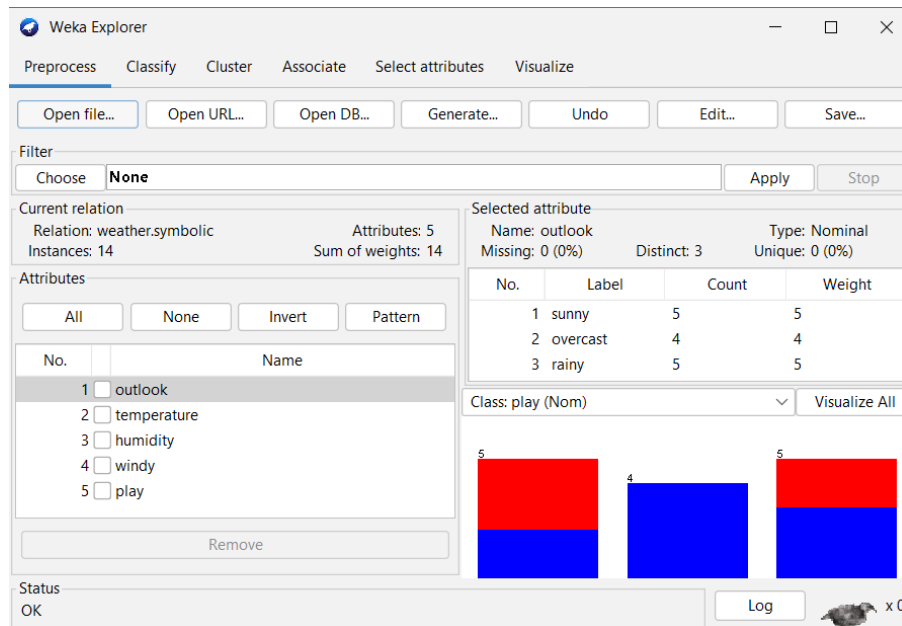 Weka Explorer
Preprocess Classify Cluster Associate Select attributes Visualize
Open file... Open URL... Open DB... Generate... Undo Edit... Save...
Filter
Choose None Apply Stop
Current relation
Relation: weather.symbolic Attributes: 5
Instances: 14 Sum of weights: 14
Attributes
All None Invert Pattern
No. Name
1 outlook
2 temperature
3 humidity
4 windy
5 play
Remove
Selected attribute
Name: outlook Type: Nominal
Missing: 0 (0%) Distinct: 3 Unique: 0 (0%)
No. Label Count Weight
1 sunny 5 5
2 overcast 4 4
3 rainy 5 5
Class: play (Nom) Visualize All
5 4 5
Status
OK
Log x 0